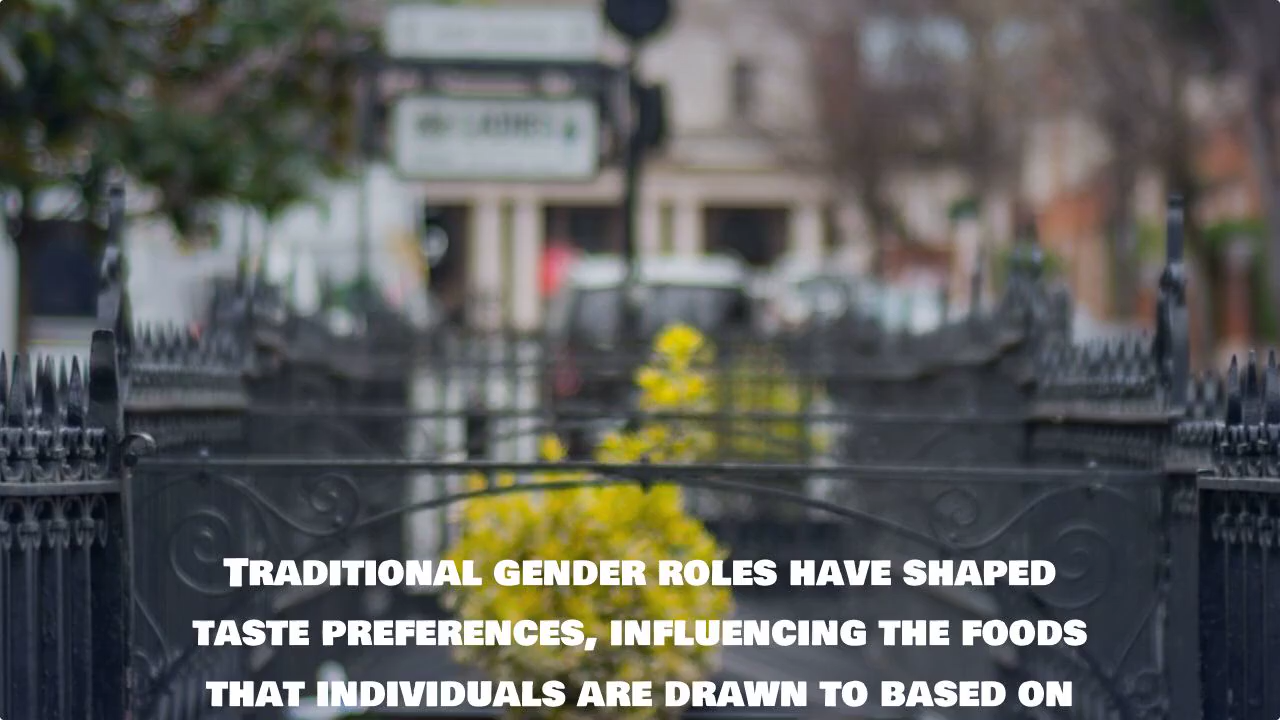 Traditional gender roles have shaped
taste preferences, influencing the foods
that individuals are drawn to based on